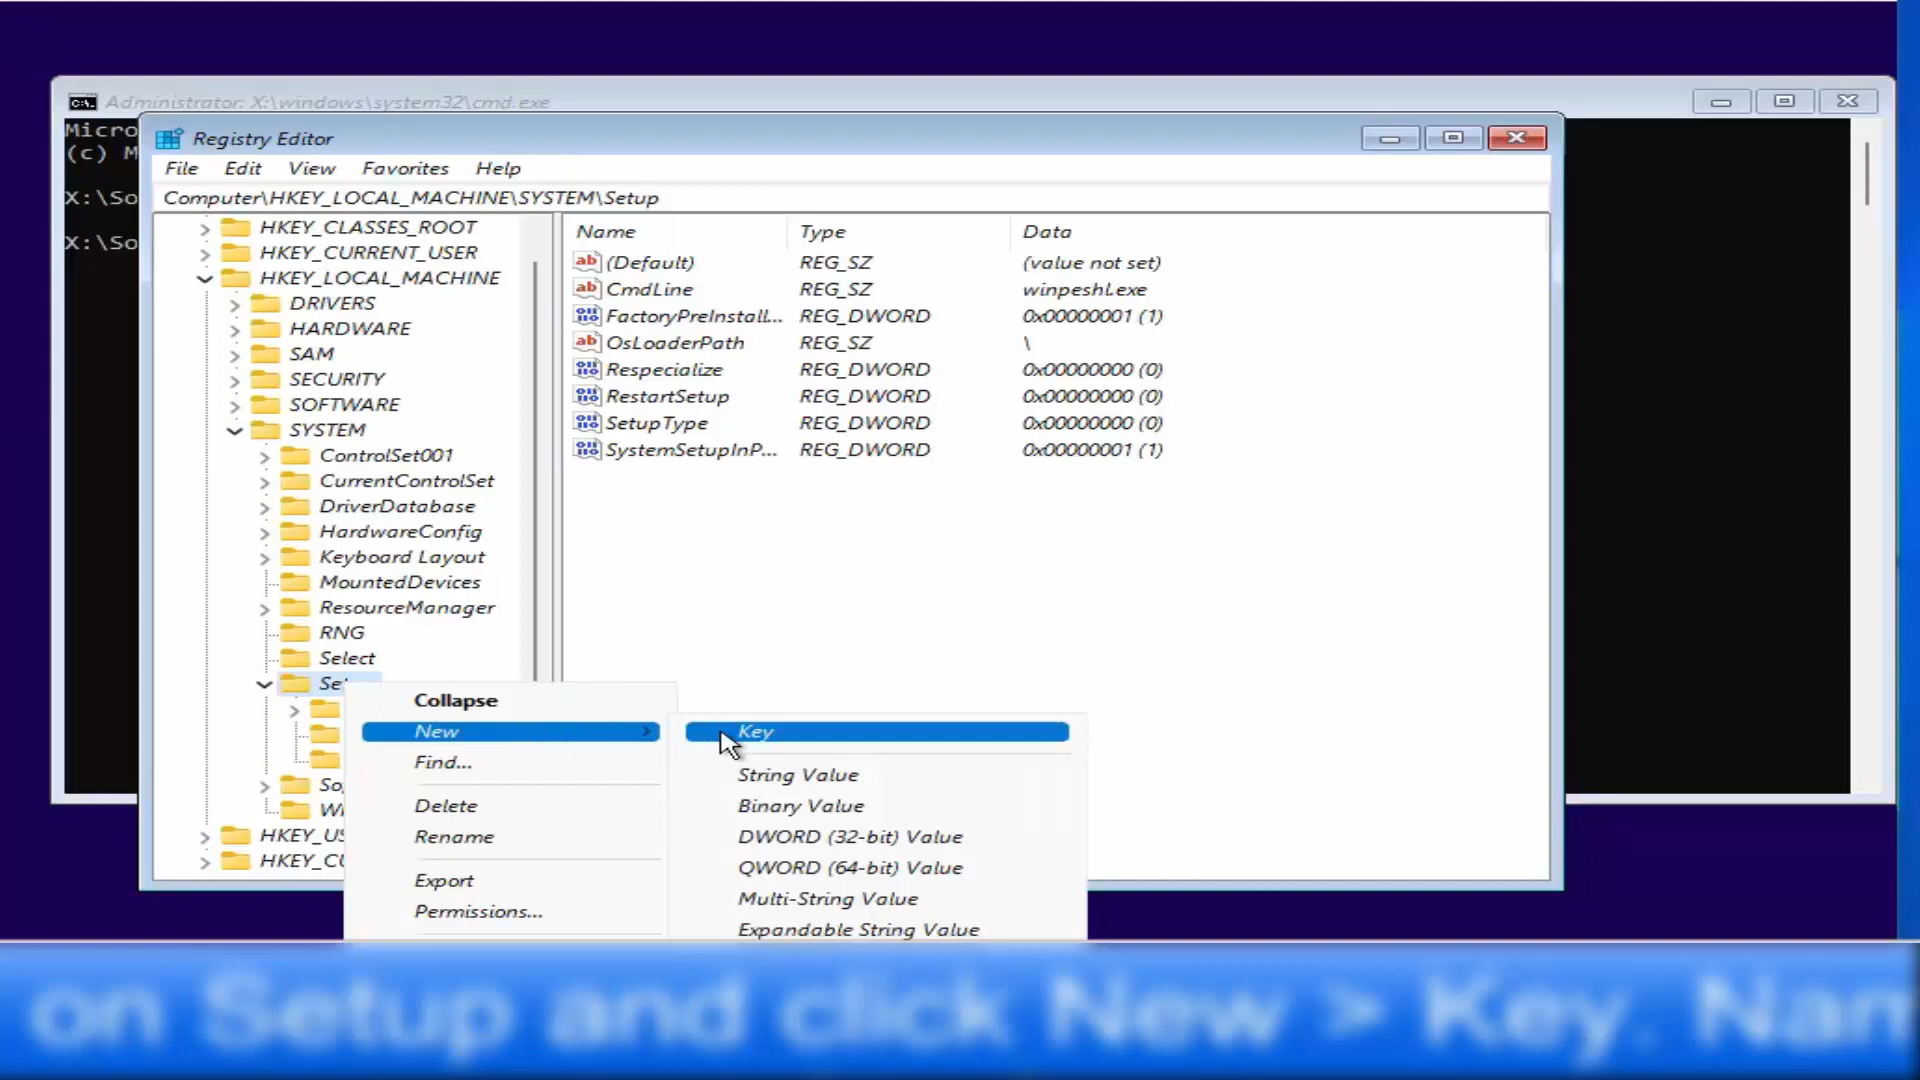 Administrator: X:\windows\system32\cmd.exe
Micro
(c) M
X:\So
X:\So
Registry Editor
File Edit View Favorites Help
Computer\HKEY_LOCAL_MACHINE\SYSTEM\Setup
HKEY_CLASSES_ROOT
HKEY_CURRENT_USER
HKEY_LOCAL_MACHINE
DRIVERS
HARDWARE
SAM
SECURITY
SOFTWARE
SYSTEM
ControlSet001
CurrentControlSet
DriverDatabase
HardwareConfig
Keyboard Layout
MountedDevices
ResourceManager
RNG
Select
Set
So
W
HKEY_US
HKEY_CU
Name Type Data
(Default) REG_SZ (value not set)
CmdLine REG_SZ winpeshl.exe
FactoryPreInstall... REG_DWORD 0x00000001 (1)
OsLoaderPath REG_SZ \
Respecialize REG_DWORD 0x00000000 (0)
RestartSetup REG_DWORD 0x00000000 (0)
SetupType REG_DWORD 0x00000000 (0)
SystemSetupInP... REG_DWORD 0x00000001 (1)
Collapse
New
Find...
Delete
Rename
Export
Permissions...
Key
String Value
Binary Value
DWORD (32-bit) Value
QWORD (64-bit) Value
Multi-String Value
Expandable String Value
on Setup and click New > Key. Nam